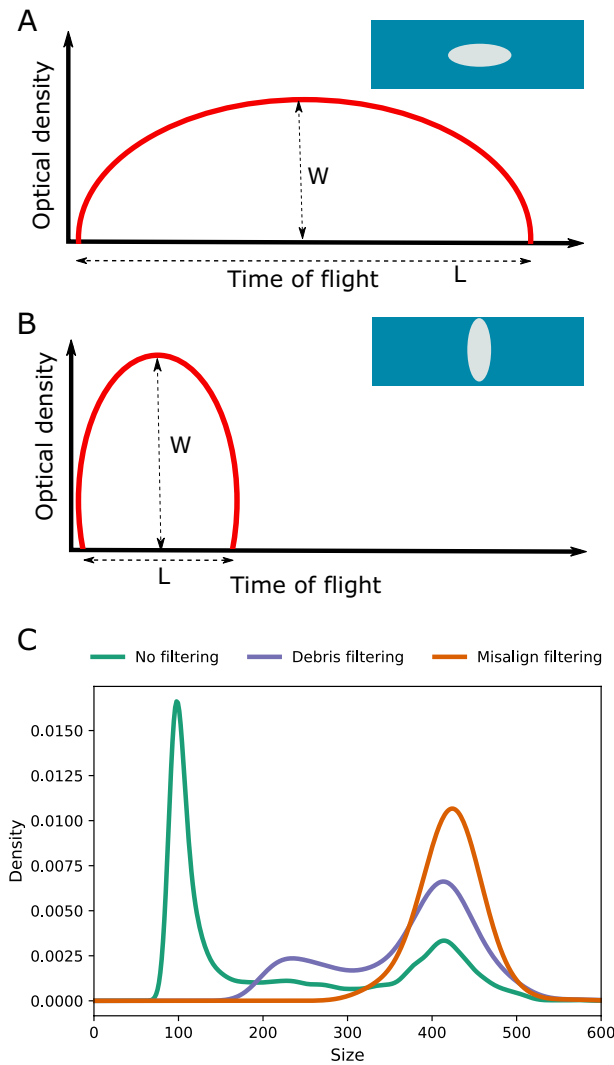 A
Optical density
W
L
Time of flight
B
Optical density
W
L
Time of flight
C
No filtering Debris filtering Misalign filtering
0.0150
0.0125
0.0100
0.0075
0.0050
0.0025
0.0000
Density
0 100 200 300 400 500 600
Size